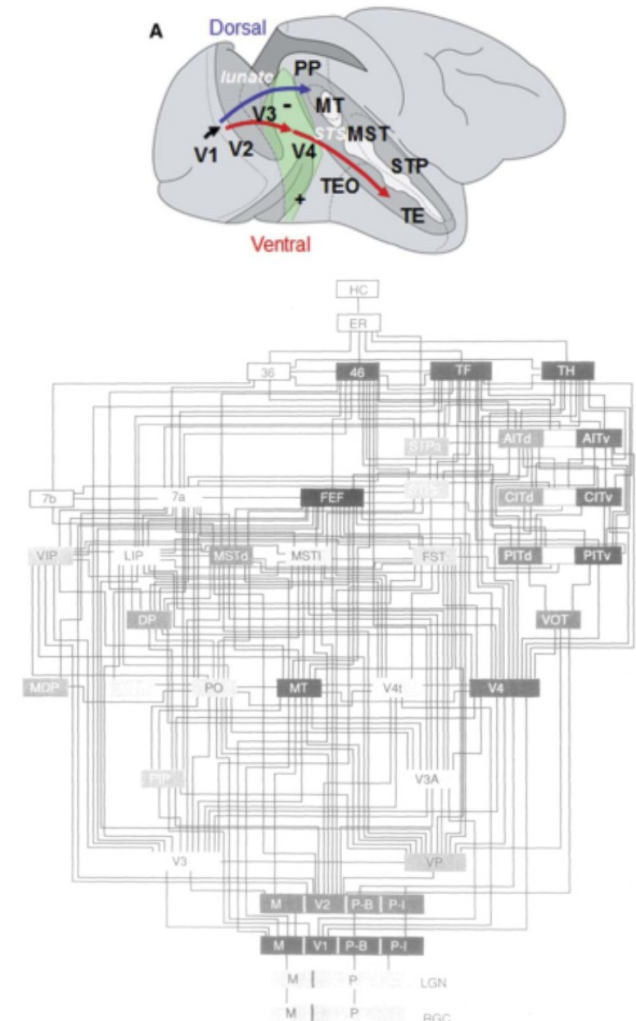 A
Dorsal
lunate
PP
V3
-
MT
STS
MST
V1
V2
V4
STP
TEO
+
TE
Ventral
HC
ER
36 46 TF TH
STPa AITd AITv
7b 7a FEF CITd CITv
VIP LIP MSTd MSTl FST PITd PITv
DP VOT
MDP PO MT V4t V4
PIP V3A
V3 VP
M V2 P-B P-I
M V1 P-B P-I
M P LGN
M P RGC